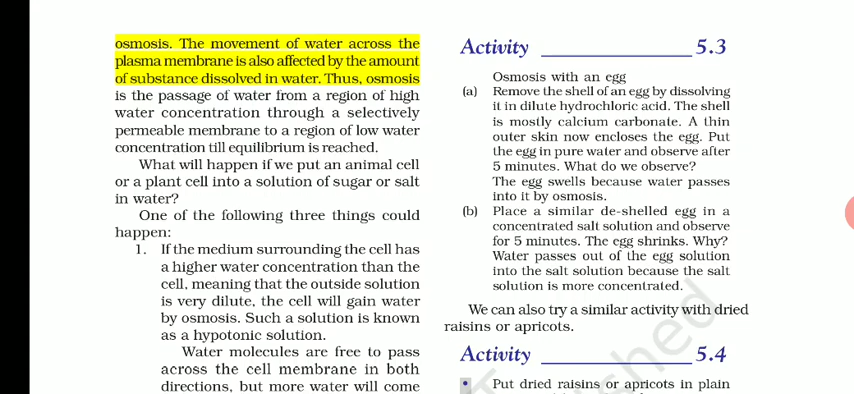 osmosis. The movement of water across the
plasma membrane is also affected by the amount
of substance dissolved in water. Thus, osmosis
is the passage of water from a region of high
water concentration through a selectively
permeable membrane to a region of low water
concentration till equilibrium is reached.
What will happen if we put an animal cell
or a plant cell into a solution of sugar or salt
in water?
One of the following three things could
happen:
1. If the medium surrounding the cell has
a higher water concentration than the
cell, meaning that the outside solution
is very dilute, the cell will gain water
by osmosis. Such a solution is known
as a hypotonic solution.
Water molecules are free to pass
across the cell membrane in both
directions, but more water will come
Activity ______________ 5.3
Osmosis with an egg
(a) Remove the shell of an egg by dissolving
it in dilute hydrochloric acid. The shell
is mostly calcium carbonate. A thin
outer skin now encloses the egg. Put
the egg in pure water and observe after
5 minutes. What do we observe?
The egg swells because water passes
into it by osmosis.
(b) Place a similar de-shelled egg in a
concentrated salt solution and observe
for 5 minutes. The egg shrinks. Why?
Water passes out of the egg solution
into the salt solution because the salt
solution is more concentrated.
We can also try a similar activity with dried
raisins or apricots.
Activity ______________ 5.4
• Put dried raisins or apricots in plain